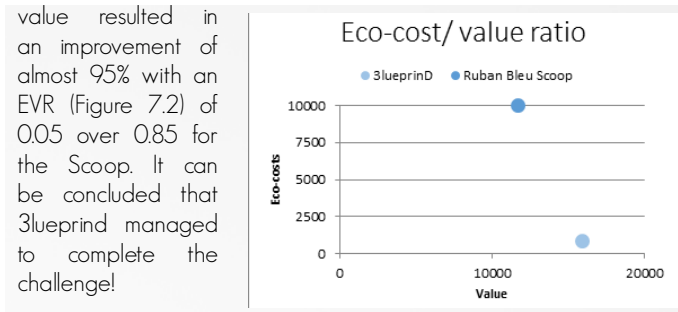 value resulted in
an improvement of
almost 95% with an
EVR (Figure 7.2) of
0.05 over 0.85 for
the Scoop. It can
be concluded that
3lueprind managed
to complete the
challenge!
Eco-cost/ value ratio
3lueprinD Ruban Bleu Scoop
10000
7500
5000
2500
0
Eco-costs
0 10000 20000
Value